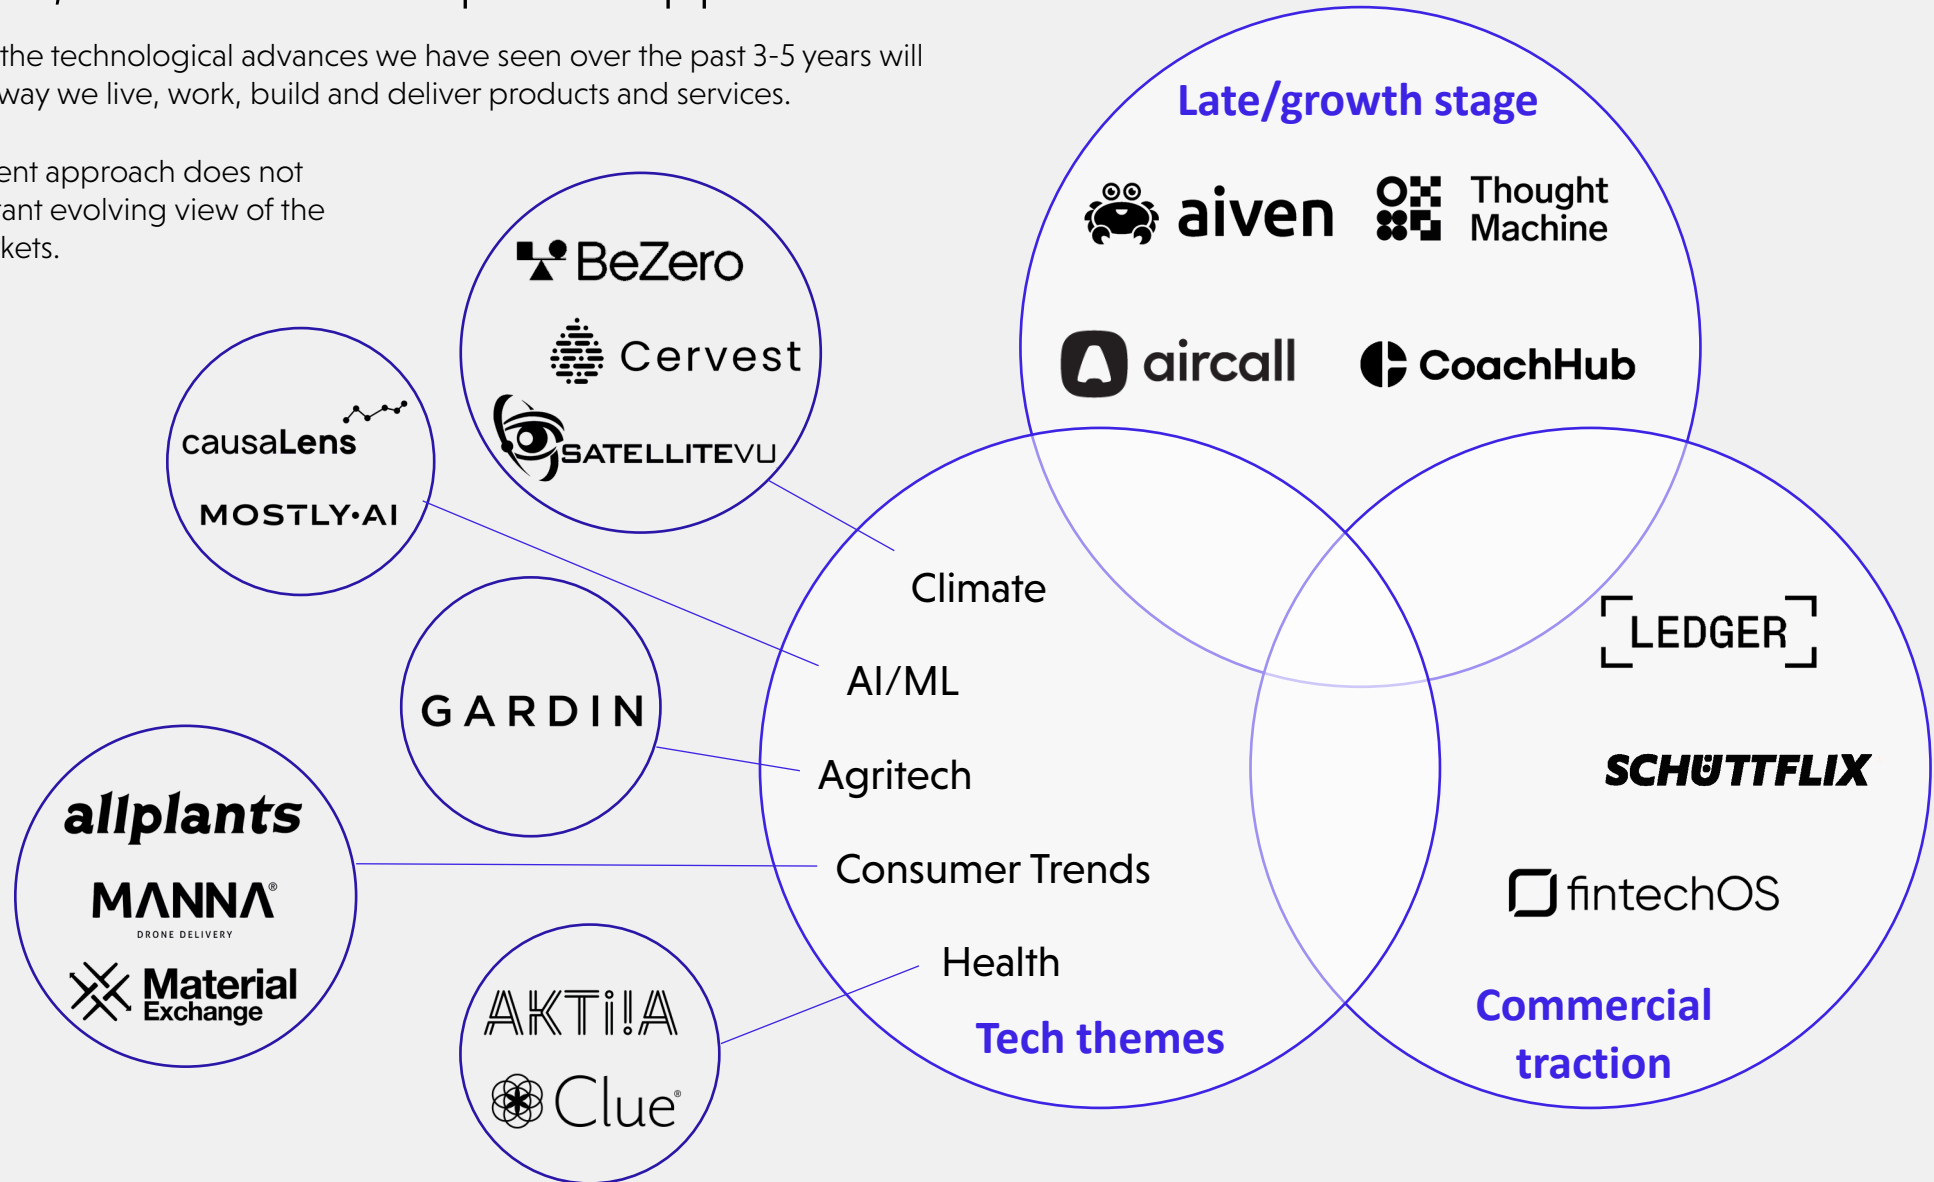 the technological advances we have seen over the past 3-5 years will
way we live, work, build and deliver products and services.
ent approach does not
tant evolving view of the
kets.
Late/growth stage
aiven
Thought
Machine
aircall
CoachHub
BeZero
Cervest
SATELLITEVU
causaLens
MOSTLY·AI
GARDIN
allplants
MANNA®
DRONE DELIVERY
Material
Exchange
AKTiiA
Clue®
Climate
AI/ML
Agritech
Consumer Trends
Health
Tech themes
LEDGER
SCHÜTTFLIX
fintechOS
Commercial
traction